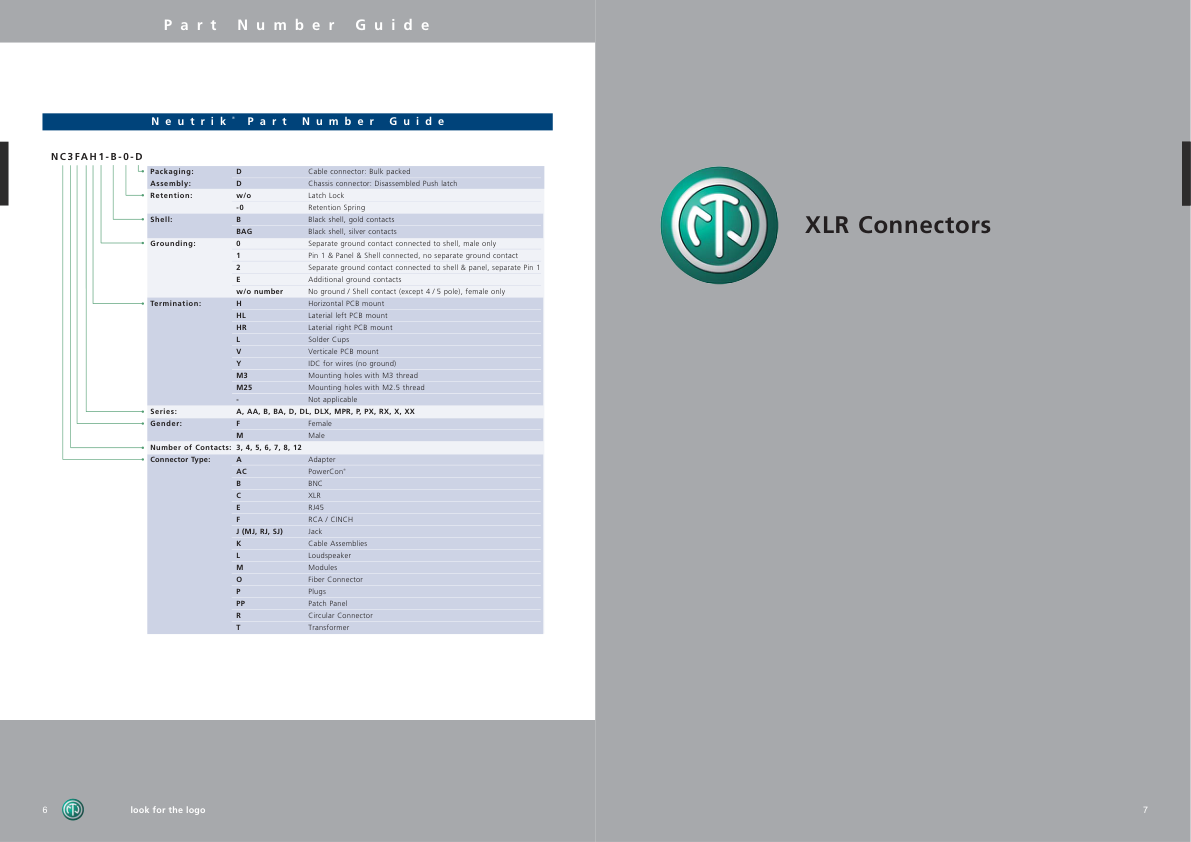 Part Number Guide
Neutrik® Part Number Guide
NC3FAH1-B-0-D
Packaging: D Cable connector: Bulk packed
Assembly: D Chassis connector: Disassembled Push latch
Retention: w/o Latch Lock
-0 Retention Spring
Shell: B Black shell, gold contacts
BAG Black shell, silver contacts
Grounding: 0 Separate ground contact connected to shell, male only
1 Pin 1 & Panel & Shell connected, no separate ground contact
2 Separate ground contact connected to shell & panel, separate Pin 1
E Additional ground contacts
w/o number No ground / Shell contact (except 4 / 5 pole), female only
Termination: H Horizontal PCB mount
HL Laterial left PCB mount
HR Laterial right PCB mount
L Solder Cups
V Verticale PCB mount
Y IDC for wires (no ground)
M3 Mounting holes with M3 thread
M25 Mounting holes with M2.5 thread
- Not applicable
Series: A, AA, B, BA, D, DL, DLX, MPR, P, PX, RX, X, XX
Gender: F Female
M Male
Number of Contacts: 3, 4, 5, 6, 7, 8, 12
Connector Type: A Adapter
AC PowerCon®
B BNC
C XLR
E RJ45
F RCA / CINCH
J (MJ, RJ, SJ) Jack
K Cable Assemblies
L Loudspeaker
M Modules
O Fiber Connector
P Plugs
PP Patch Panel
R Circular Connector
T Transformer
6 look for the logo
XLR Connectors
7